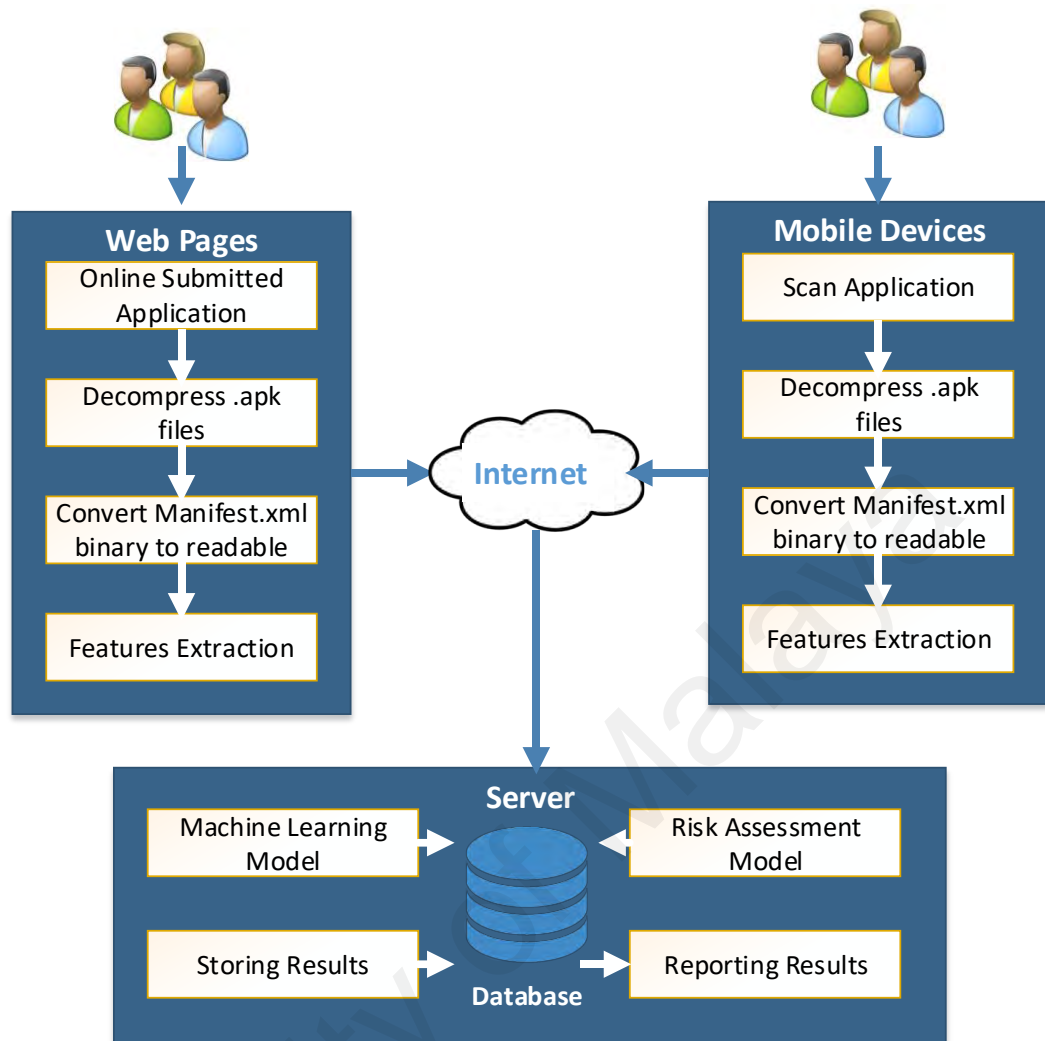 Web Pages
Online Submitted
Application
Decompress .apk
files
Convert Manifest.xml
binary to readable
Features Extraction
Internet
Mobile Devices
Scan Application
Decompress .apk
files
Convert Manifest.xml
binary to readable
Features Extraction
Server
Machine Learning
Model
Risk Assessment
Model
Storing Results
Reporting Results
Database
of Malaya